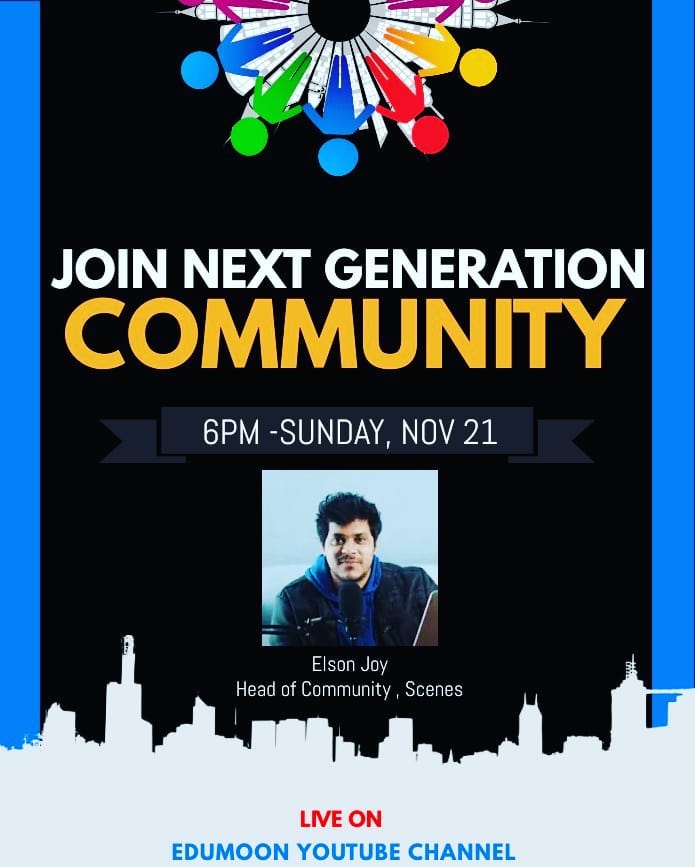 JOIN NEXT GENERATION
COMMUNITY
6PM -SUNDAY, NOV 21
Elson Joy
Head of Community , Scenes
LIVE ON
EDUMOON YOUTUBE CHANNEL